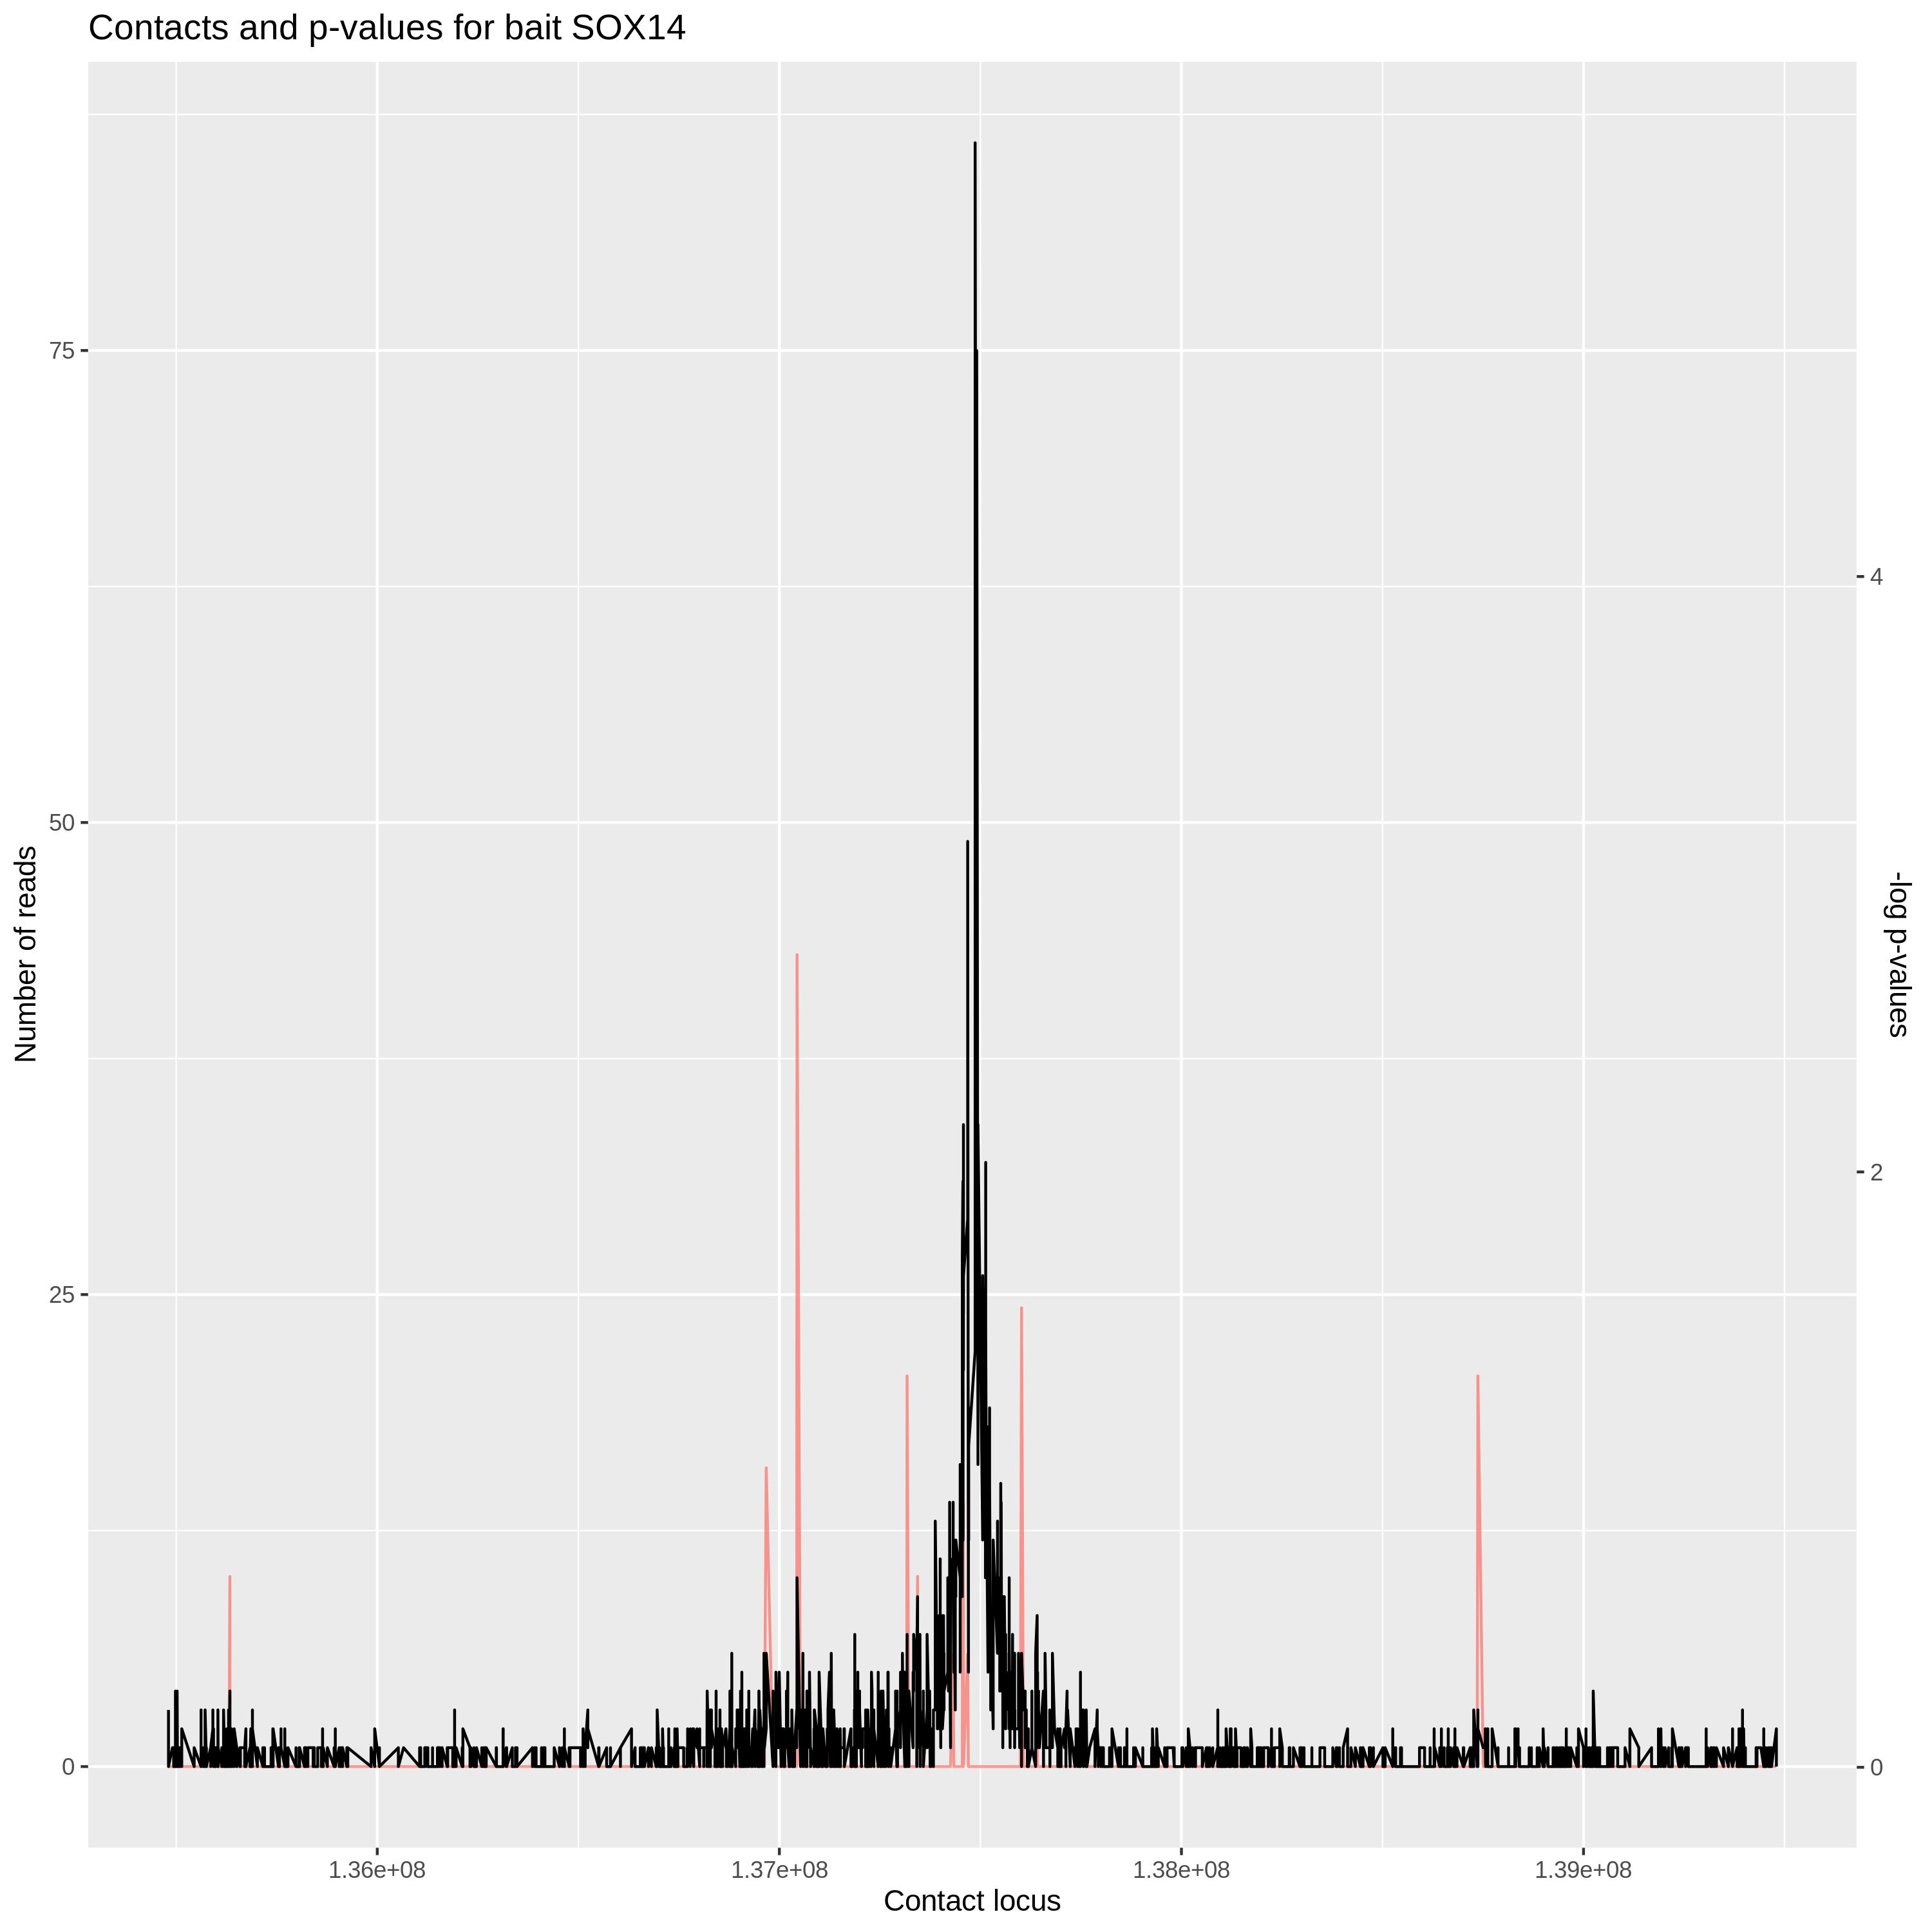 Contacts and p-values for bait SOX14
75
50
25
0
Number of reads
4
2
0
-log p-values
1.36e+08
1.37e+08
1.38e+08
1.39e+08
Contact locus